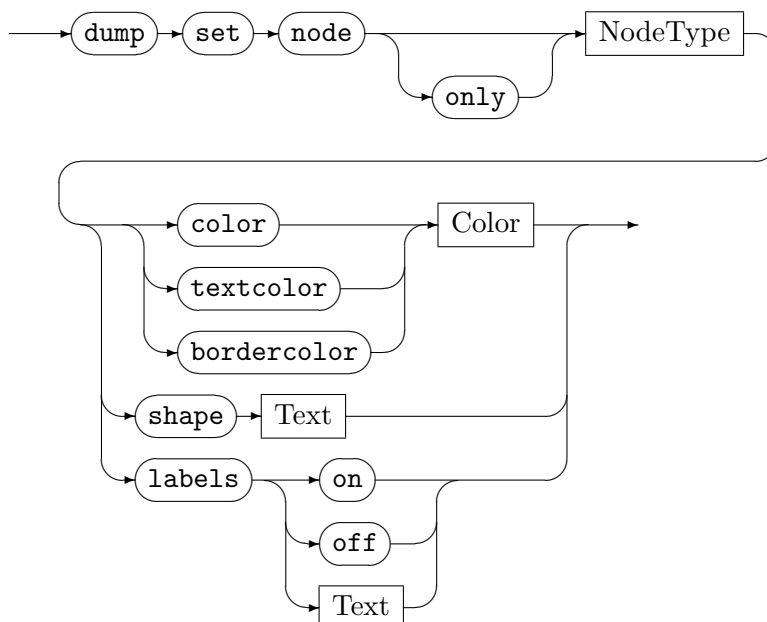 dump set node NodeType
only
color Color
textcolor
bordercolor
shape Text
labels on
off
Text